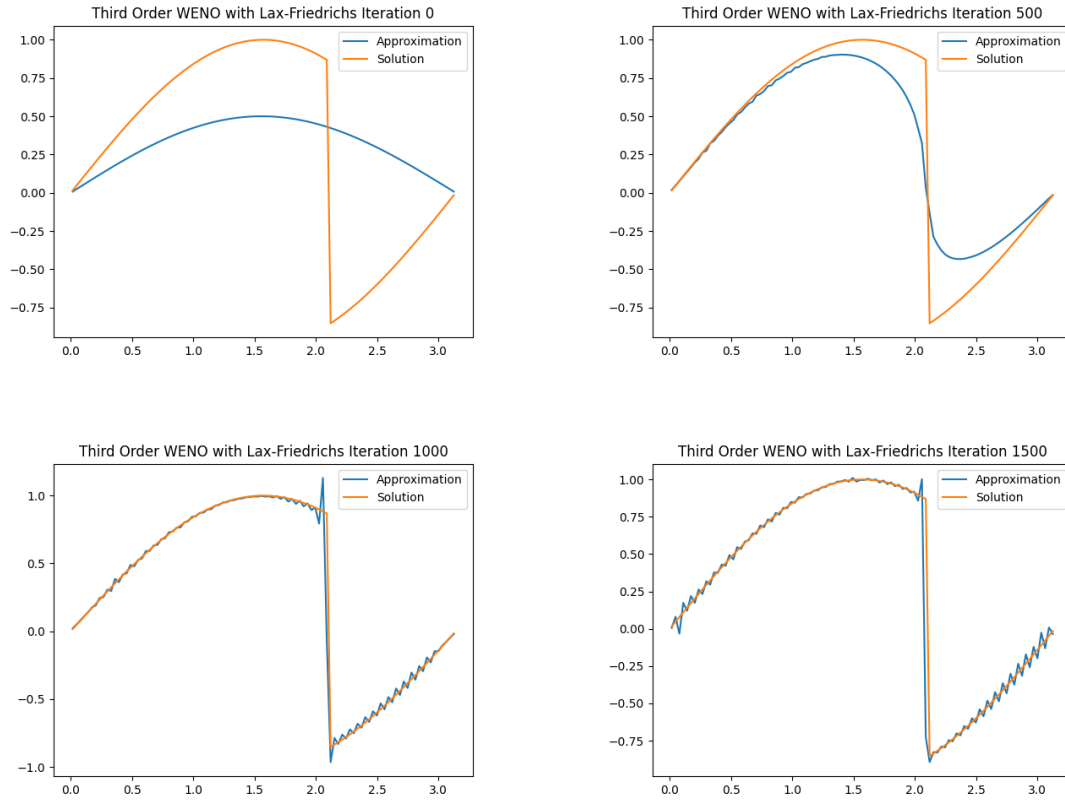 Third Order WENO with Lax-Friedrichs Iteration 0
1.00
0.75
0.50
0.25
0.00
−0.25
−0.50
−0.75
Approximation
Solution
0.0 0.5 1.0 1.5 2.0 2.5 3.0
Third Order WENO with Lax-Friedrichs Iteration 500
1.00
0.75
0.50
0.25
0.00
−0.25
−0.50
−0.75
Approximation
Solution
0.0 0.5 1.0 1.5 2.0 2.5 3.0
Third Order WENO with Lax-Friedrichs Iteration 1000
1.0
0.5
0.0
−0.5
−1.0
Approximation
Solution
0.0 0.5 1.0 1.5 2.0 2.5 3.0
Third Order WENO with Lax-Friedrichs Iteration 1500
1.00
0.75
0.50
0.25
0.00
−0.25
−0.50
−0.75
Approximation
Solution
0.0 0.5 1.0 1.5 2.0 2.5 3.0